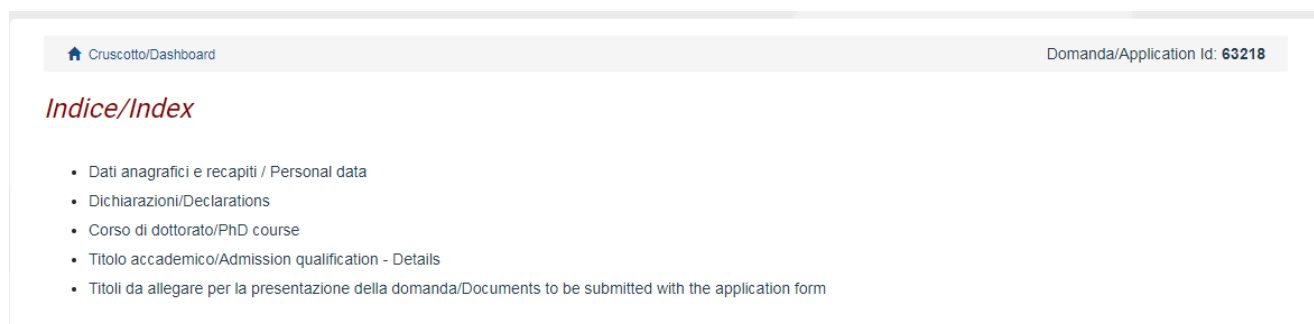 Cruscotto/Dashboard
Domanda/Application Id: 63218
Indice/Index
Dati anagrafici e recapiti / Personal data
Dichiarazioni/Declarations
Corso di dottorato/PhD course
Titolo accademico/Admission qualification - Details
Titoli da allegare per la presentazione della domanda/Documents to be submitted with the application form